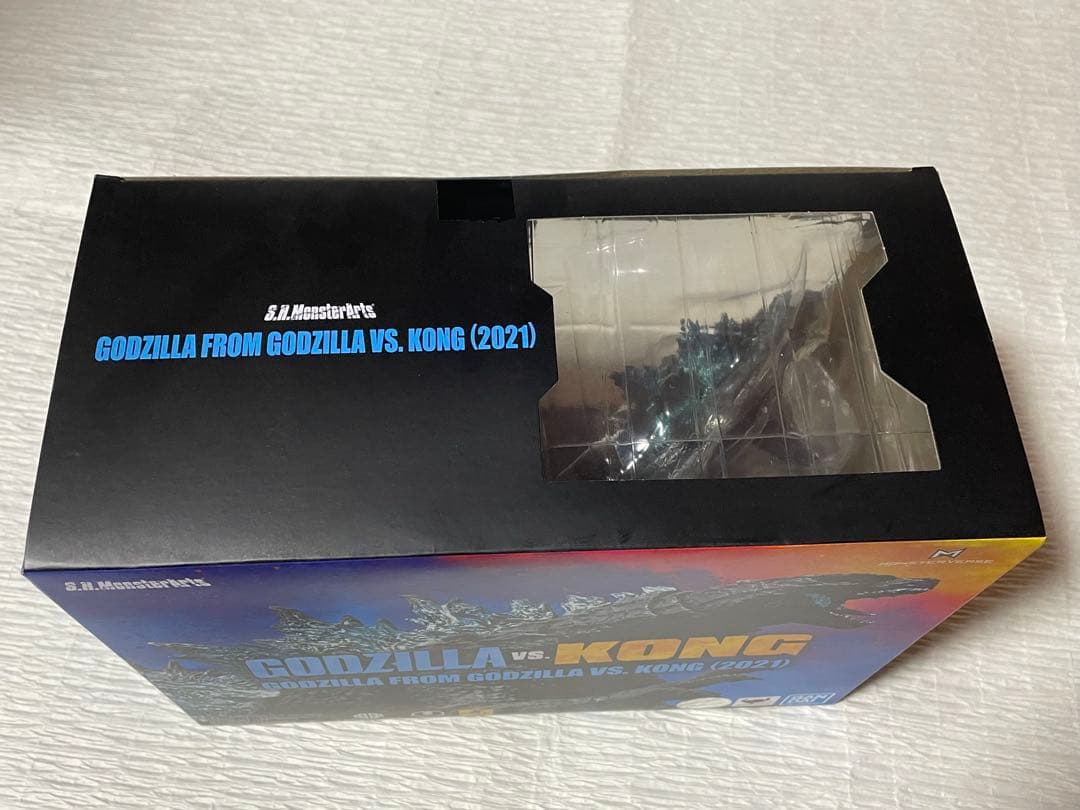 S.H.MonsterArts
GODZILLA FROM GODZILLA VS. KONG (2021)
S.H.MonsterArts
M
MONSTERVERSE
GODZILLA VS. KONG
GODZILLA FROM GODZILLA VS. KONG (2021)